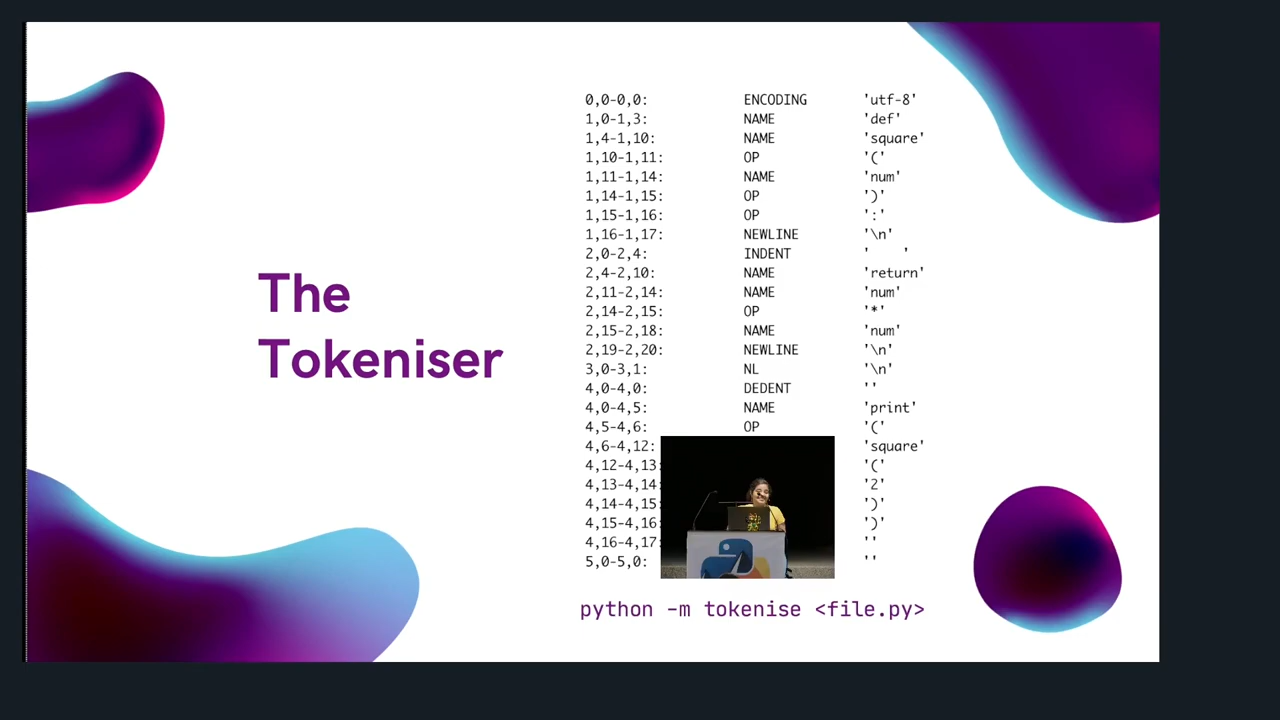 The
Tokeniser
0,0-0,0: ENCODING 'utf-8'
1,0-1,3: NAME 'def'
1,4-1,10: NAME 'square'
1,10-1,11: OP '('
1,11-1,14: NAME 'num'
1,14-1,15: OP ')'
1,15-1,16: OP ':'
1,16-1,17: NEWLINE '\n'
2,0-2,4: INDENT '    '
2,4-2,10: NAME 'return'
2,11-2,14: NAME 'num'
2,14-2,15: OP '*'
2,15-2,18: NAME 'num'
2,19-2,20: NEWLINE '\n'
3,0-3,1: NL '\n'
4,0-4,0: DEDENT ''
4,0-4,5: NAME 'print'
4,5-4,6: OP '('
4,6-4,12: 'square'
4,12-4,13: '('
4,13-4,14: '2'
4,14-4,15: ')'
4,15-4,16: ')'
4,16-4,17: ''
5,0-5,0: ''
python -m tokenise <file.py>